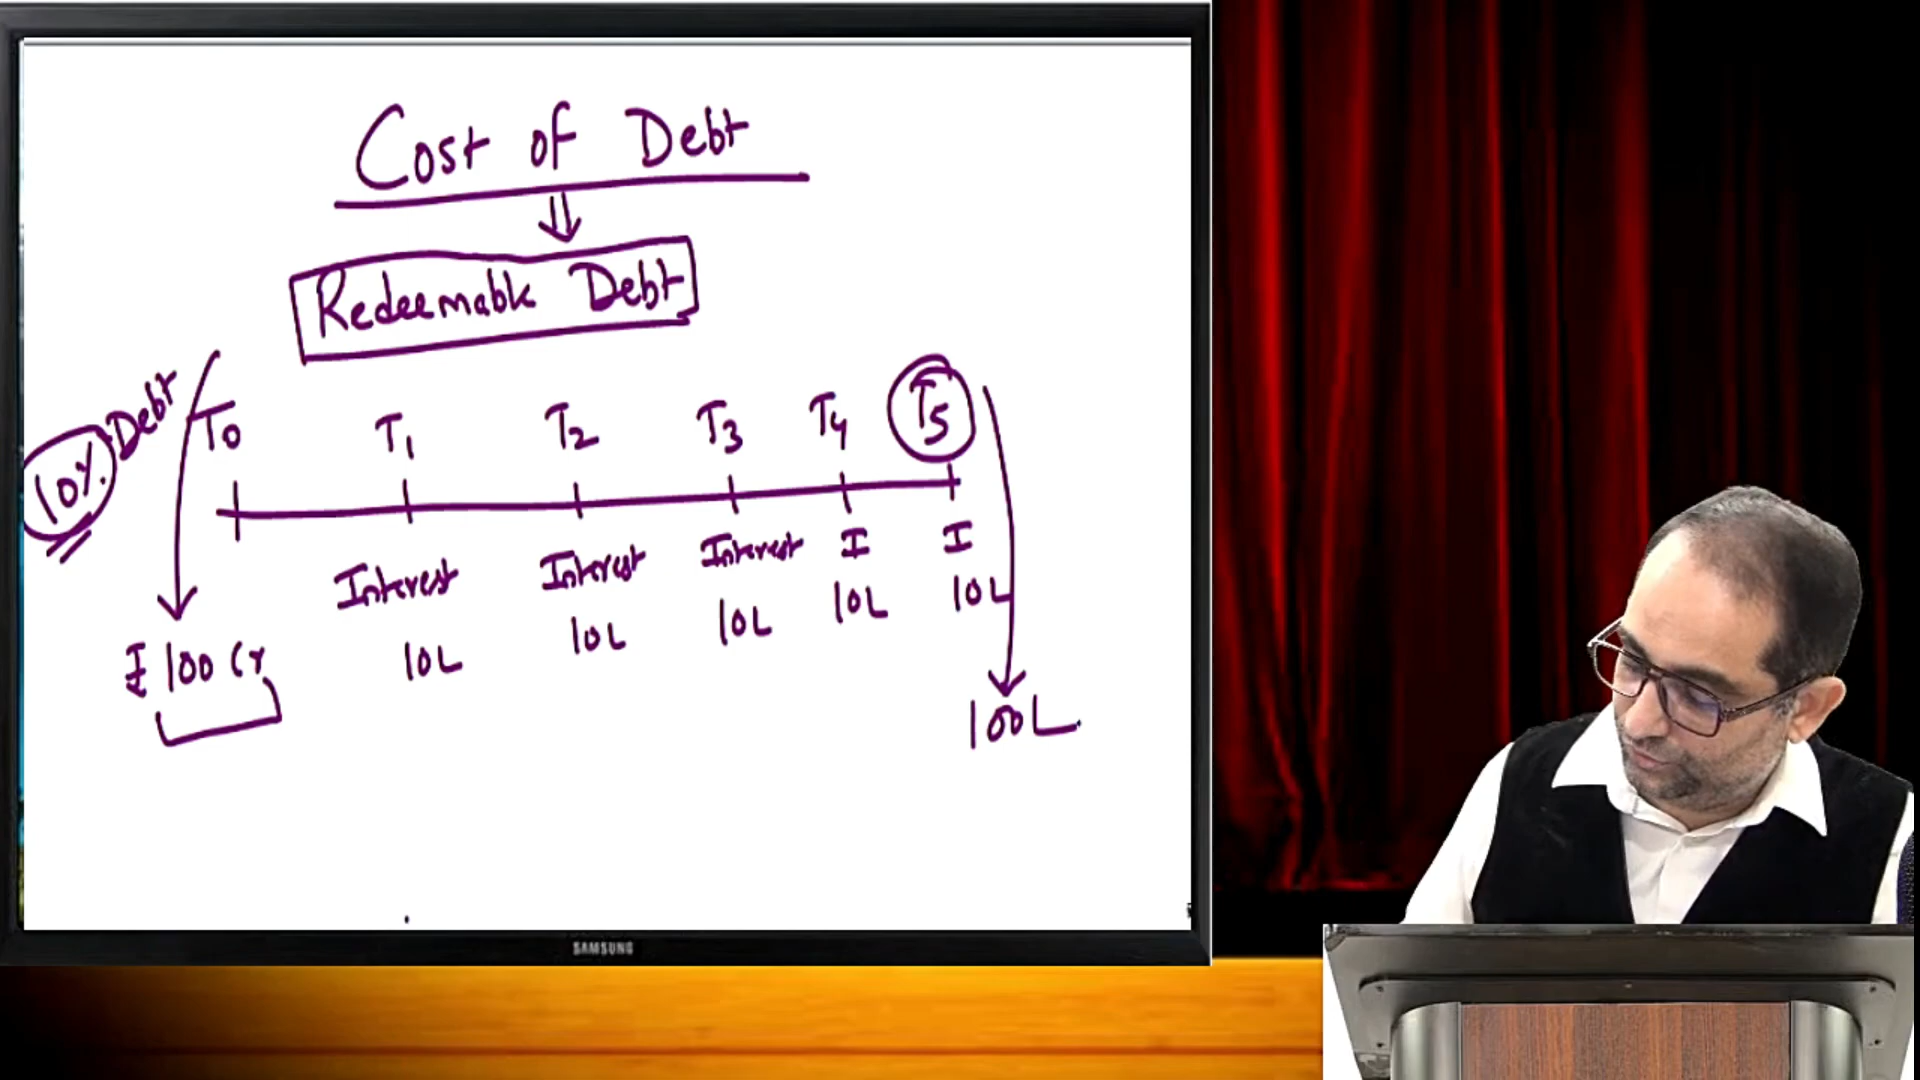 Cost of Debt
Redeemable Debt
10%. Debt
T0 T1 T2 T3 T4 T5
Interest Interest Interest I I
10L 10L 10L 10L 10L
₹ 100 Cr
100L
SAMSUNG